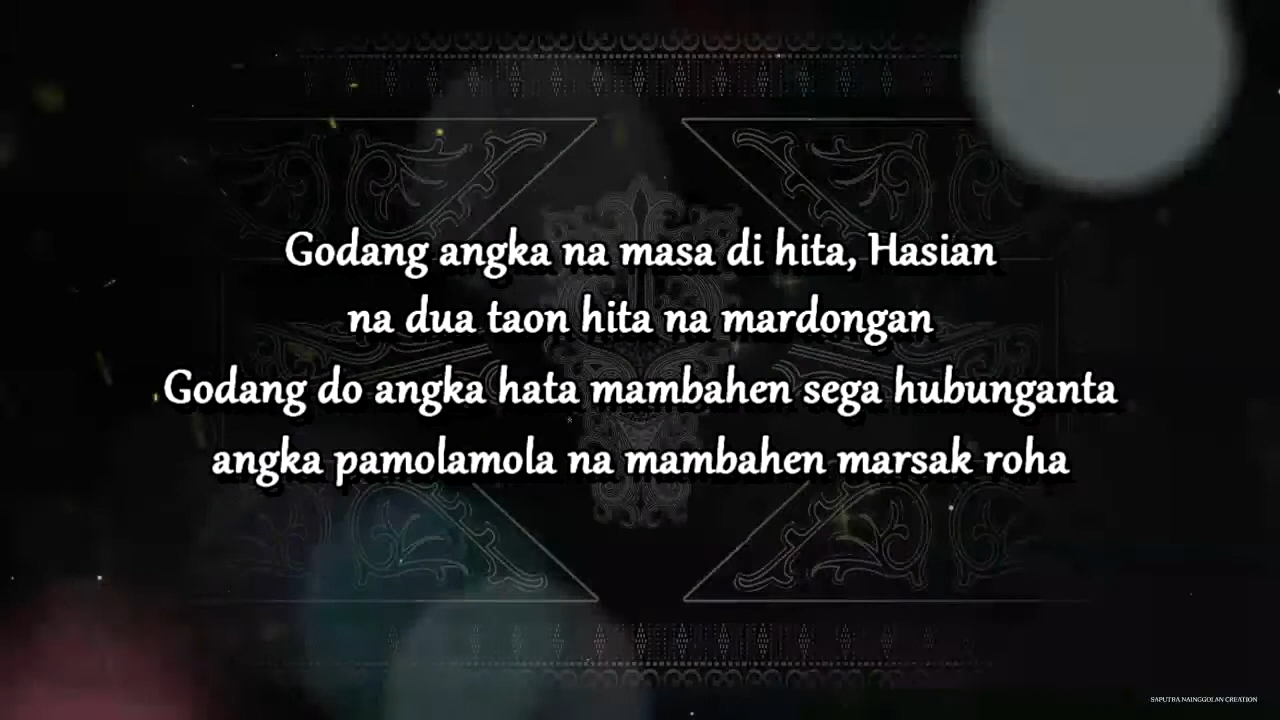 Godang angka na masa di hita, Hasian
na dua taon hita na mardongan
Godang do angka hata mambahen sega hubunganta
angka pamolamola na mambahen marsak roha
SAPUTRA NAINGGOLAN CREATION